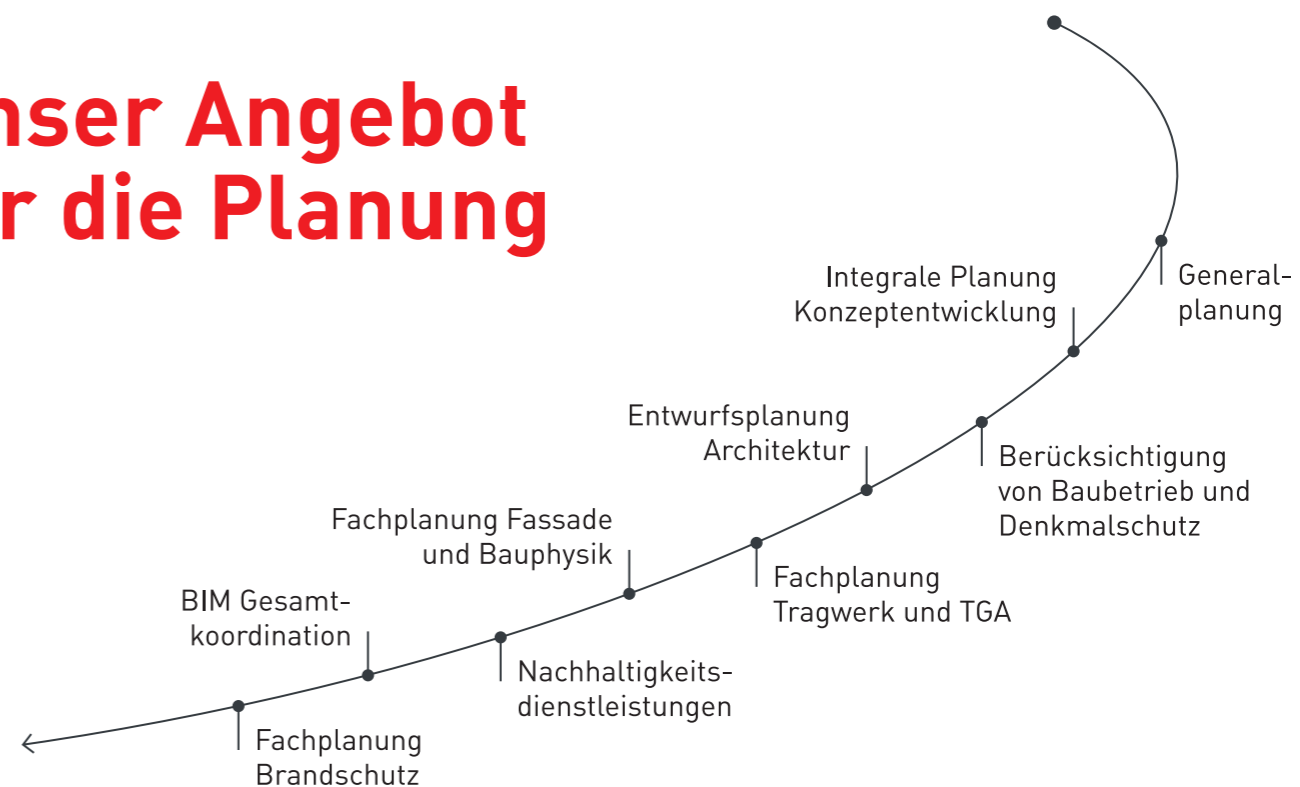 nser Angebot
r die Planung
General-
planung
Integrale Planung
Konzeptentwicklung
Berücksichtigung
von Baubetrieb und
Denkmalschutz
Entwurfsplanung
Architektur
Fachplanung
Tragwerk und TGA
Fachplanung Fassade
und Bauphysik
Nachhaltigkeits-
dienstleistungen
BIM Gesamt-
koordination
Fachplanung
Brandschutz